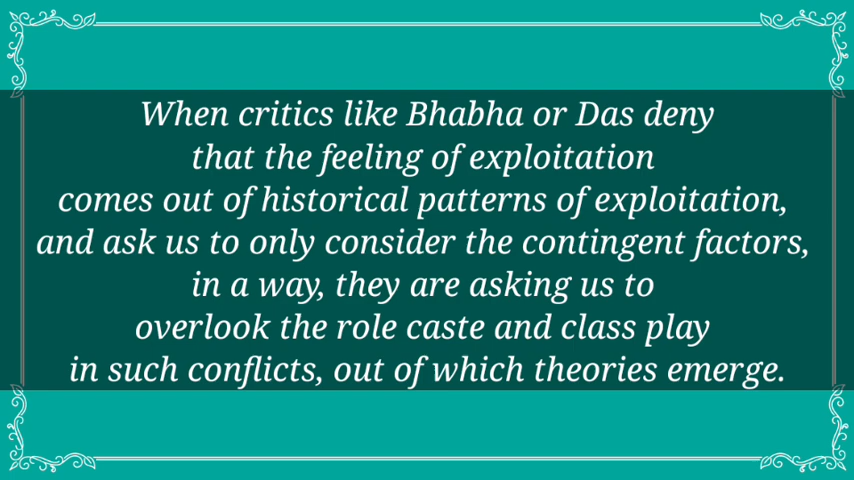 When critics like Bhabha or Das deny
that the feeling of exploitation
comes out of historical patterns of exploitation,
and ask us to only consider the contingent factors,
in a way, they are asking us to
overlook the role caste and class play
in such conflicts, out of which theories emerge.